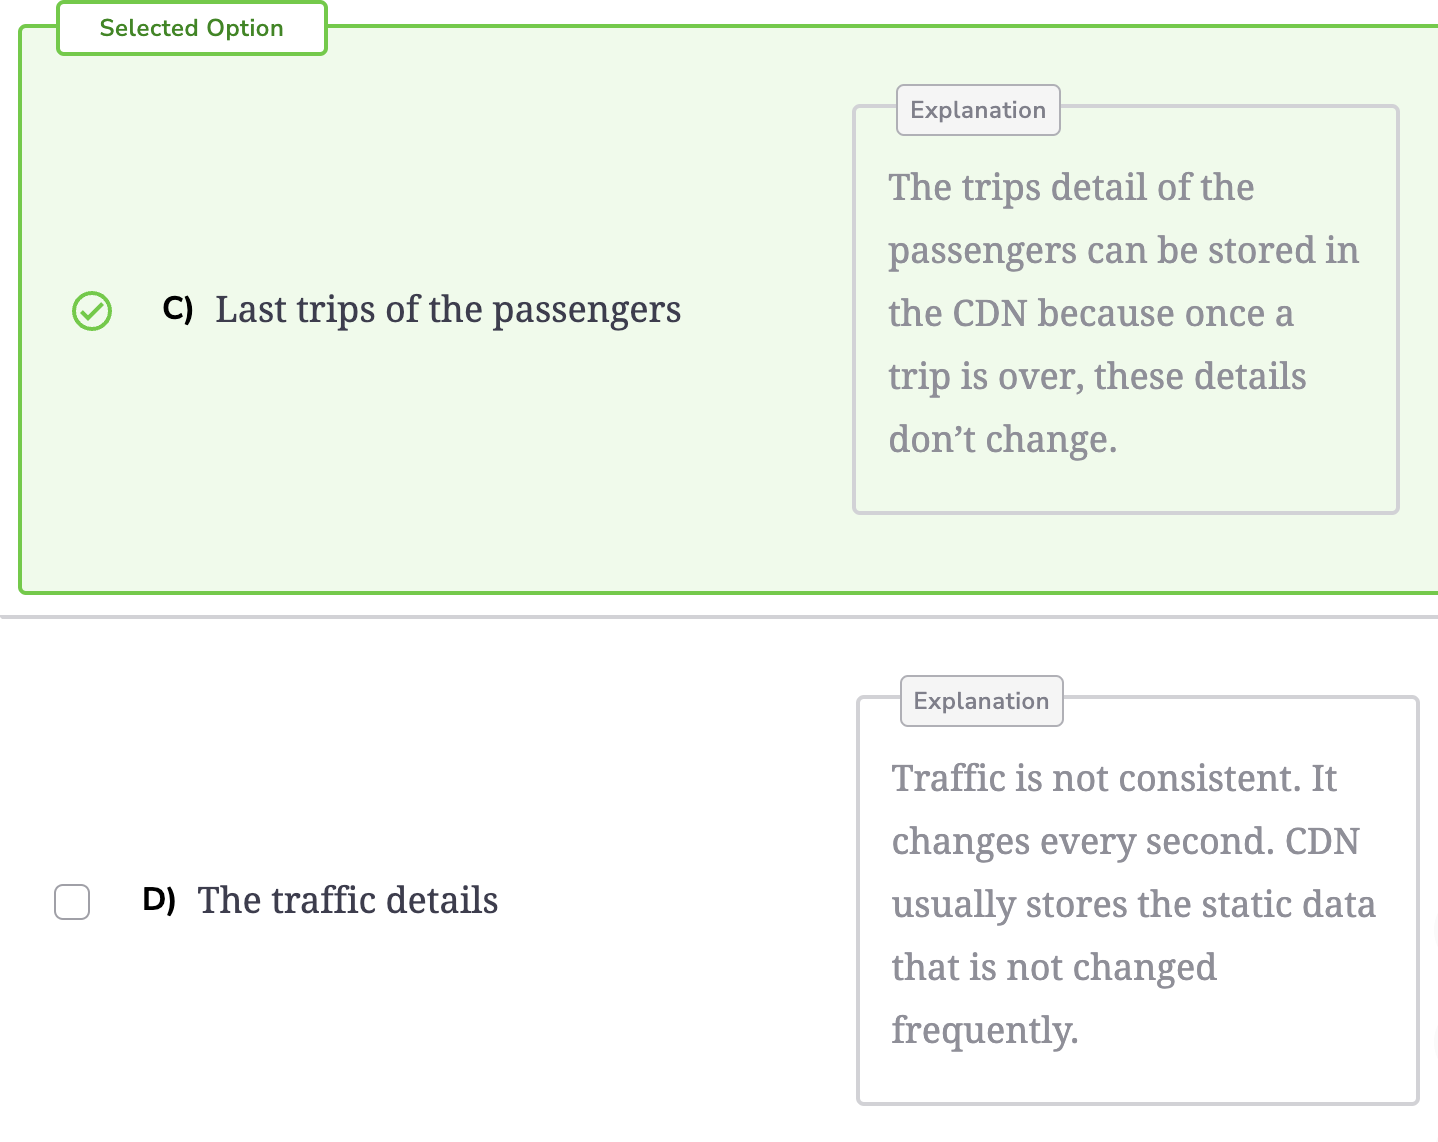 Selected Option
Explanation
The trips detail of the
passengers can be stored in
the CDN because once a
trip is over, these details
don’t change.
C) Last trips of the passengers
Explanation
Traffic is not consistent. It
changes every second. CDN
usually stores the static data
that is not changed
frequently.
D) The traffic details